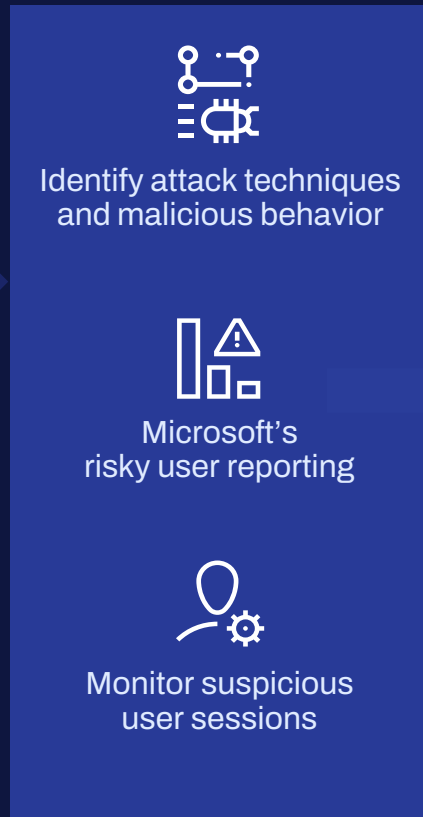 Identify attack techniques
and malicious behavior
Microsoft's
risky user reporting
Monitor suspicious
user sessions